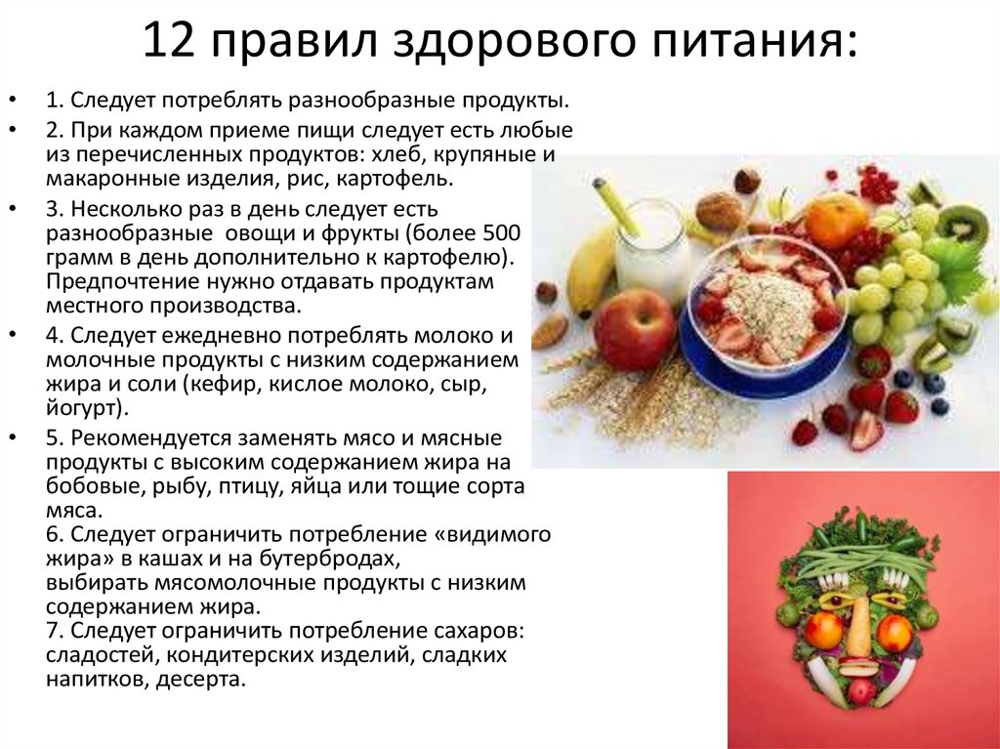 12 правил здорового питания:
• 1. Следует потреблять разнообразные продукты.
• 2. При каждом приеме пищи следует есть любые
из перечисленных продуктов: хлеб, крупяные и
макаронные изделия, рис, картофель.
• 3. Несколько раз в день следует есть
разнообразные овощи и фрукты (более 500
грамм в день дополнительно к картофелю).
Предпочтение нужно отдавать продуктам
местного производства.
• 4. Следует ежедневно потреблять молоко и
молочные продукты с низким содержанием
жира и соли (кефир, кислое молоко, сыр,
йогурт).
• 5. Рекомендуется заменять мясо и мясные
продукты с высоким содержанием жира на
бобовые, рыбу, птицу, яйца или тощие сорта
мяса.
6. Следует ограничить потребление «видимого
жира» в кашах и на бутербродах,
выбирать мясомолочные продукты с низким
содержанием жира.
7. Следует ограничить потребление сахаров:
сладостей, кондитерских изделий, сладких
напитков, десерта.